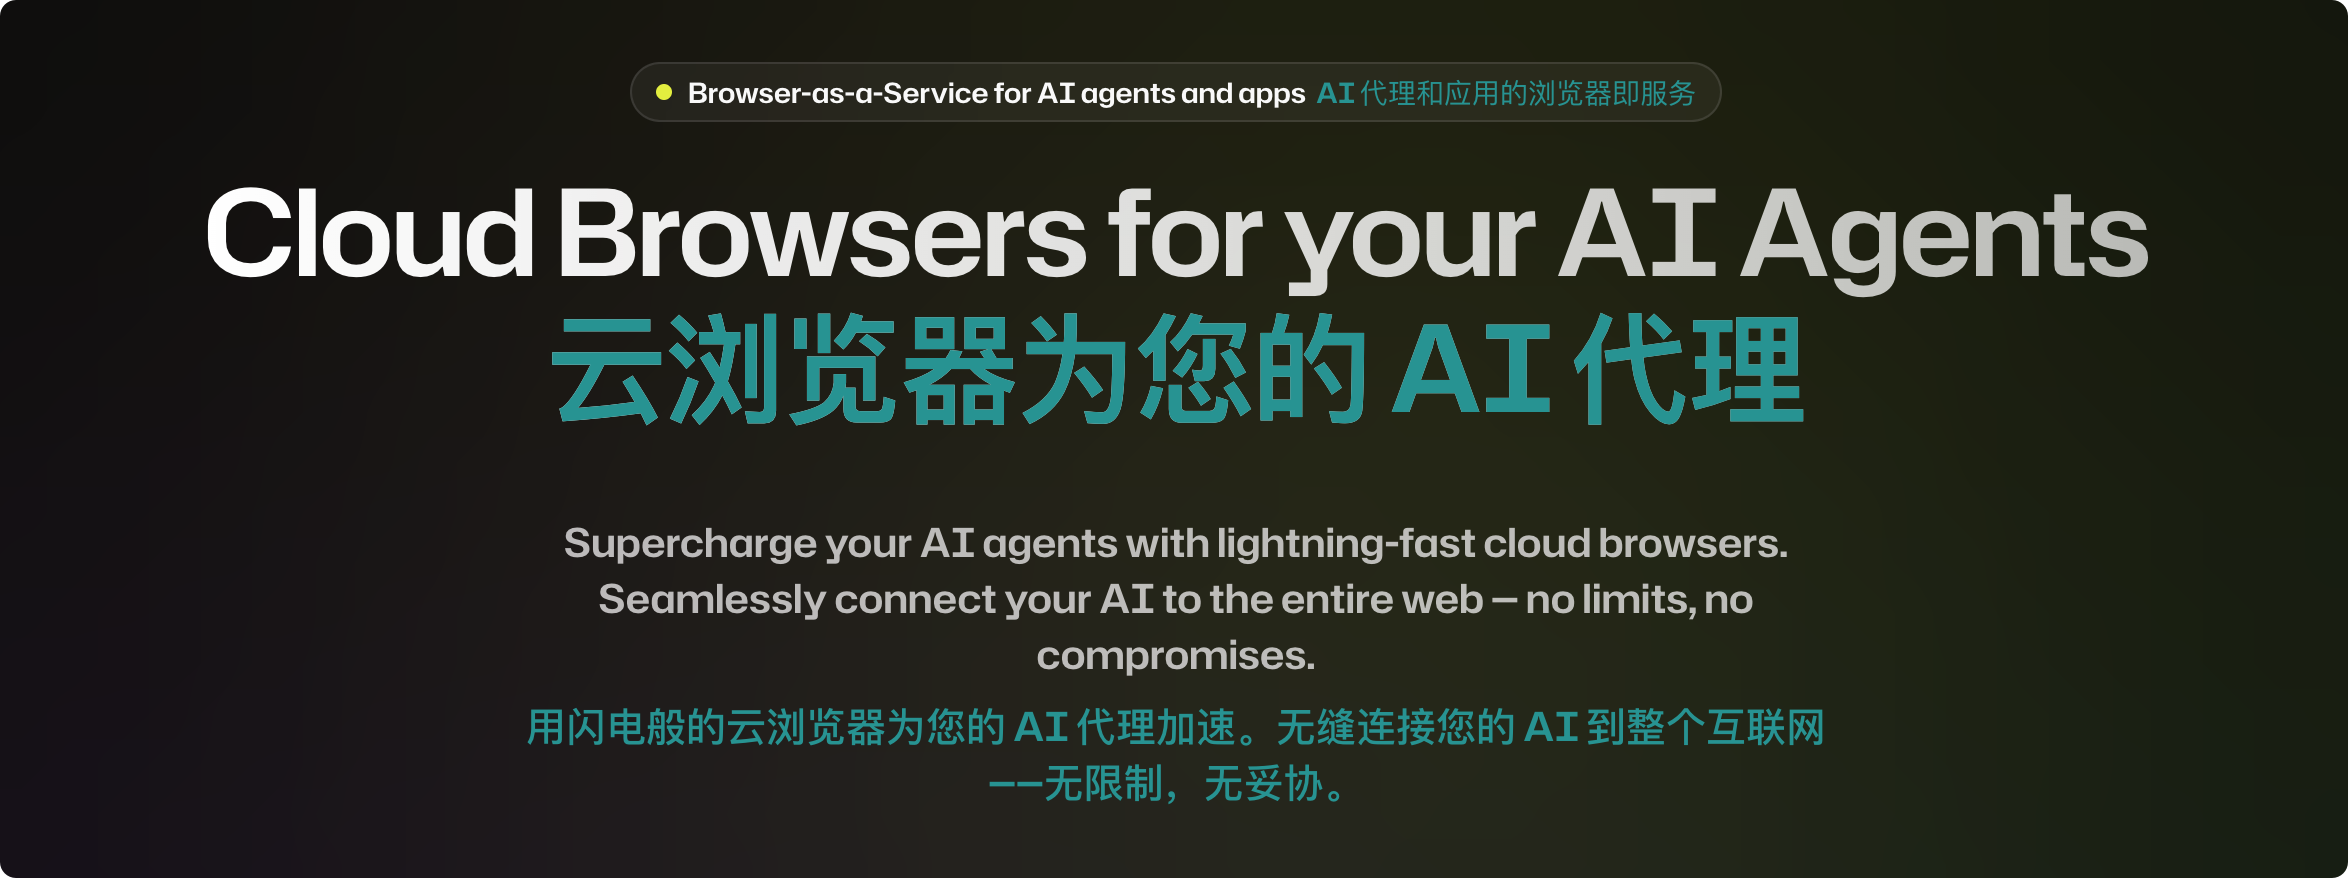 Browser-as-a-Service for AI agents and apps AI 代理和应用的浏览器即服务
Cloud Browsers for your AI Agents
云浏览器为您的 AI 代理
Supercharge your AI agents with lightning-fast cloud browsers.
Seamlessly connect your AI to the entire web — no limits, no
compromises.
用闪电般的云浏览器为您的 AI 代理加速。无缝连接您的 AI 到整个互联网
——无限制，无妥协。